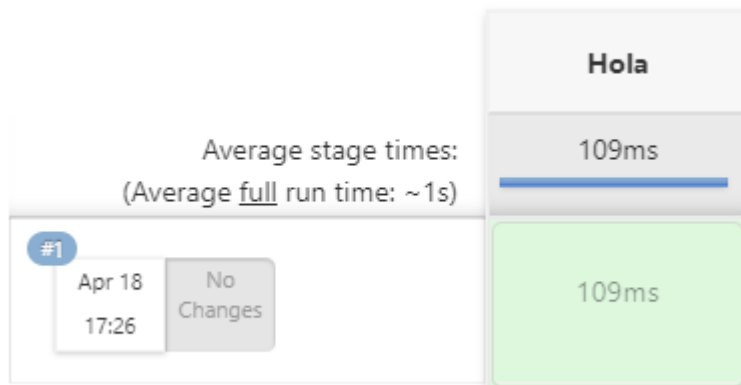 Hola
Average stage times:
109ms
(Average full run time: ~1s)
#1
Apr 18
17:26
No
Changes
109ms